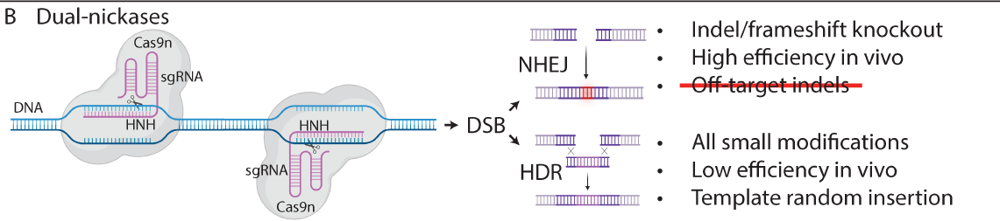 B Dual-nickases
Cas9n
sgRNA
DNA
HNH
HNH
sgRNA
Cas9n
DSB
NHEJ
HDR
• Indel/frameshift knockout
• High efficiency in vivo
• Off-target indels
• All small modifications
• Low efficiency in vivo
• Template random insertion